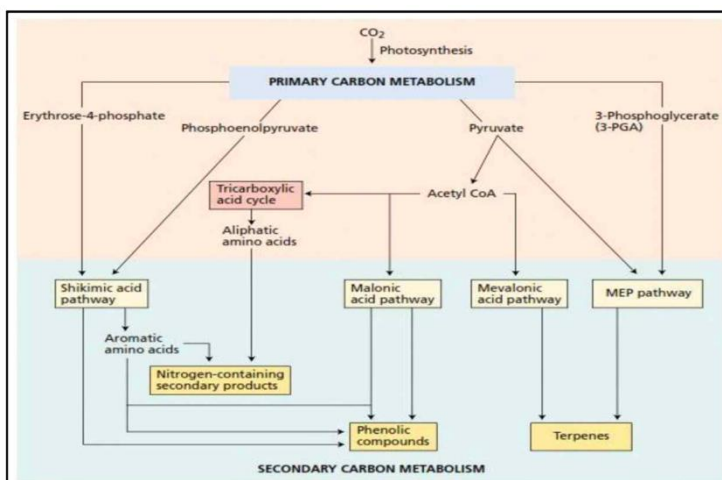 CO2
Photosynthesis
PRIMARY CARBON METABOLISM
Erythrose-4-phosphate
Phosphoenolpyruvate
Pyruvate
3-Phosphoglycerate
(3-PGA)
Tricarboxylic
acid cycle
Acetyl CoA
Aliphatic
amino acids
Shikimic acid
pathway
Malonic
acid pathway
Mevalonic
acid pathway
MEP pathway
Aromatic
amino acids
Nitrogen-containing
secondary products
Phenolic
compounds
Terpenes
SECONDARY CARBON METABOLISM